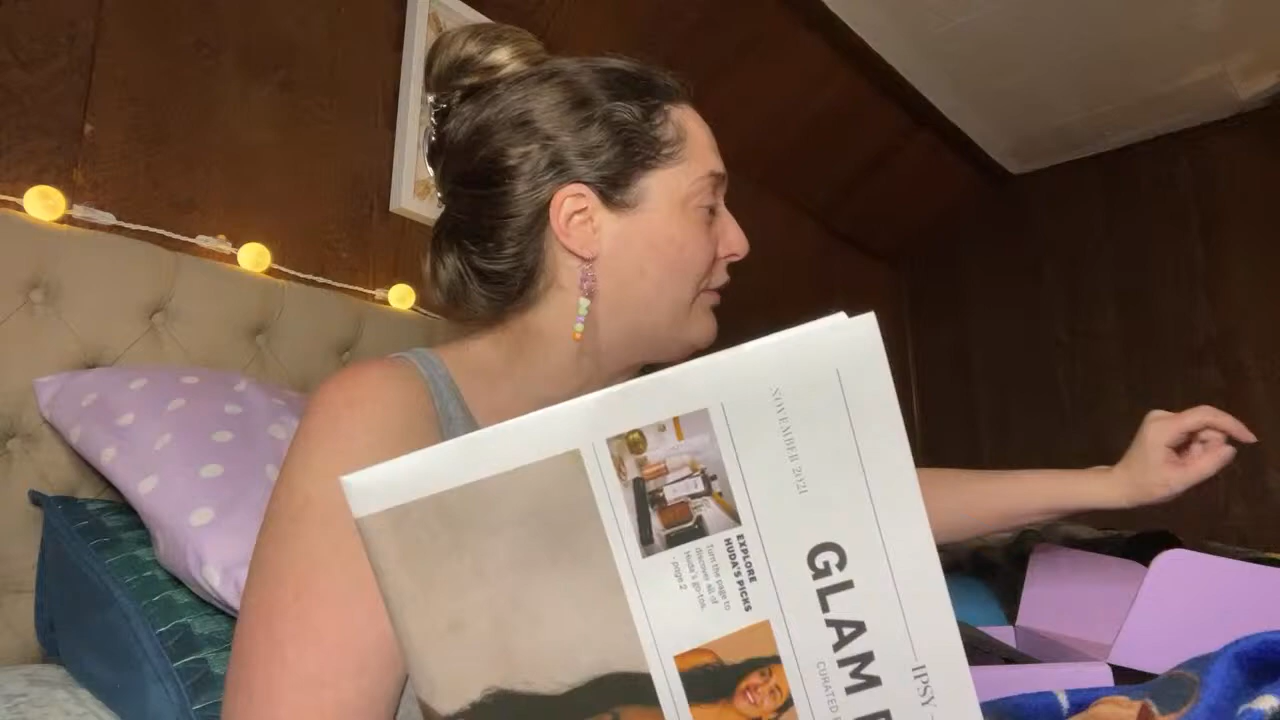 IPSY
GLAM
CURATED
NOVEMBER 2021
EXPLORE
HUDA'S PICKS
Turn the page to
discover all of
Huda's go-tos.
- page 2